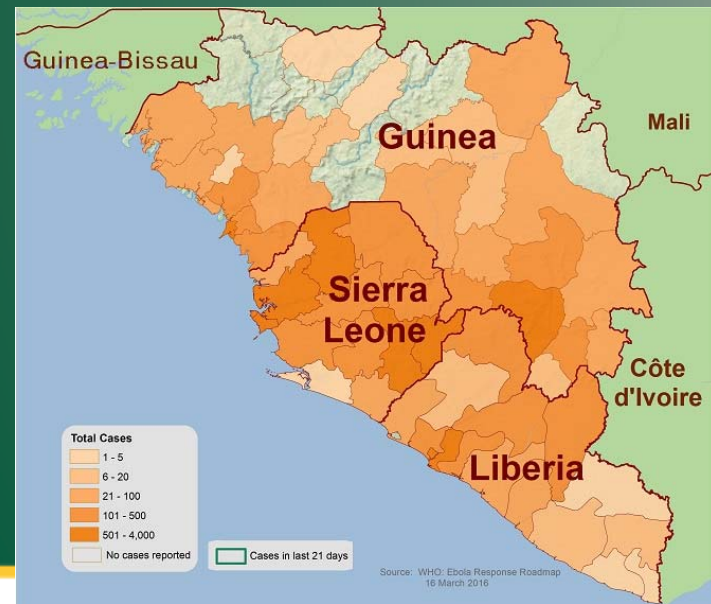 Guinea-Bissau
Mali
Guinea
Sierra
Leone
Côte
d'Ivoire
Liberia
Total Cases
1 - 5
6 - 20
21 - 100
101 - 500
501 - 4,000
No cases reported
Cases in last 21 days
Source: WHO: Ebola Response Roadmap
16 March 2016